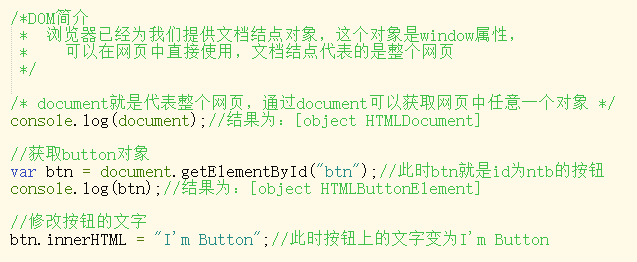 /*DOM简介
* 浏览器已经为我们提供文档结点对象，这个对象是window属性，
* 可以在网页中直接使用，文档结点代表的是整个网页
*/
/* document就是代表整个网页，通过document可以获取网页中任意一个对象 */
console.log(document);//结果为：[object HTMLDocument]
//获取button对象
var btn = document.getElementById("btn");//此时btn就是id为ntb的按钮
console.log(btn);//结果为：[object HTMLButtonElement]
//修改按钮的文字
btn.innerHTML = "I'm Button";//此时按钮上的文字变为I'm Button